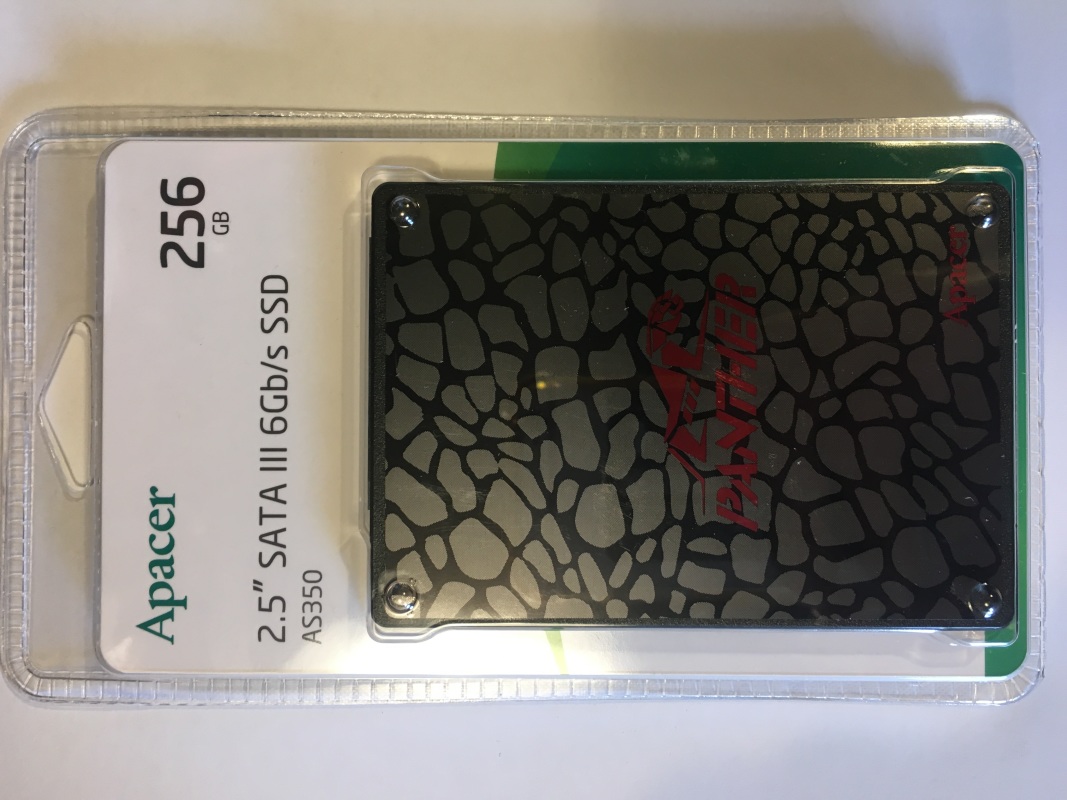 Apacer
256
GB
2.5” SATA III 6Gb/s SSD
AS350
PANTHER
Apacer